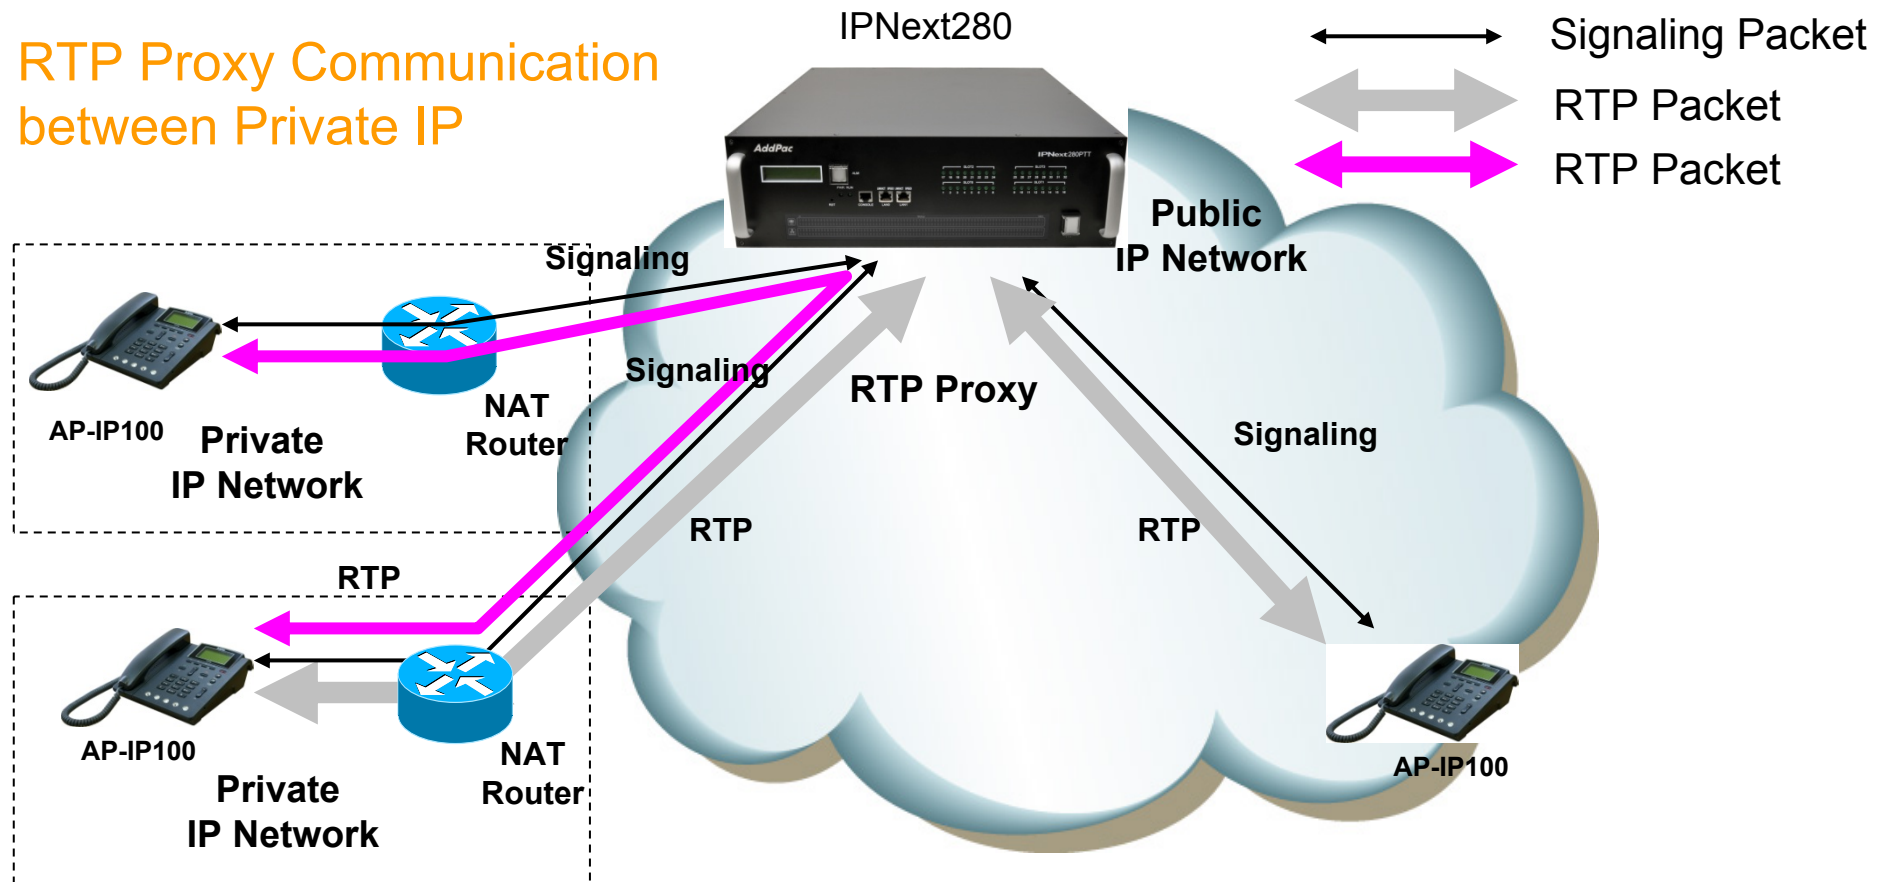 IPNext280
Signaling Packet
RTP Proxy Communication
between Private IP
RTP Packet
RTP Packet
AddPac
IPNext280PTT
Public
IP Network
Signaling
Signaling
RTP Proxy
NAT
Router
AP-IP100
Private
IP Network
Signaling
RTP
RTP
RTP
AP-IP100
NAT
Router
Private
IP Network
AP-IP100